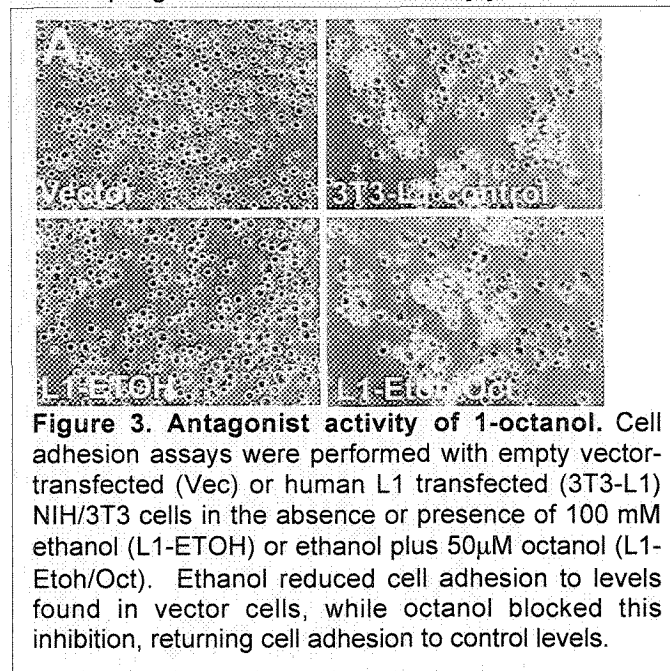 A.
Vector
3T3-L1-control
L1-ETOH
L1-Etoh/Oct
Figure 3. Antagonist activity of 1-octanol. Cell
adhesion assays were performed with empty vector-
transfected (Vec) or human L1 transfected (3T3-L1)
NIH/3T3 cells in the absence or presence of 100 mM
ethanol (L1-ETOH) or ethanol plus 50µM octanol (L1-
Etoh/Oct). Ethanol reduced cell adhesion to levels
found in vector cells, while octanol blocked this
inhibition, returning cell adhesion to control levels.